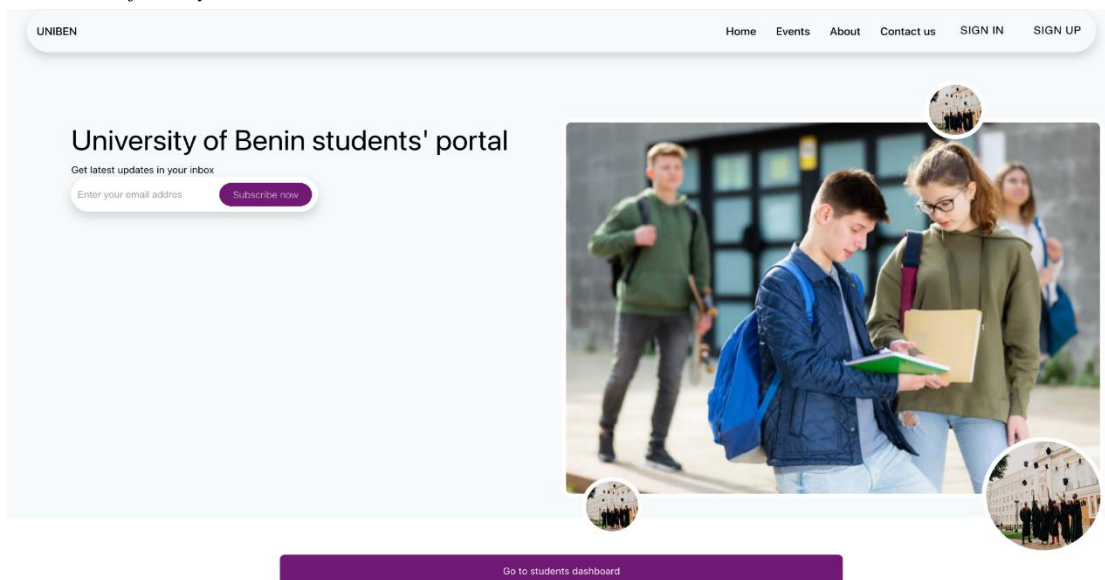 UNIBEN
Home Events About Contact us SIGN IN SIGN UP
University of Benin students' portal
Get latest updates in your inbox
Enter your email addres Subscribe now
Go to students dashboard